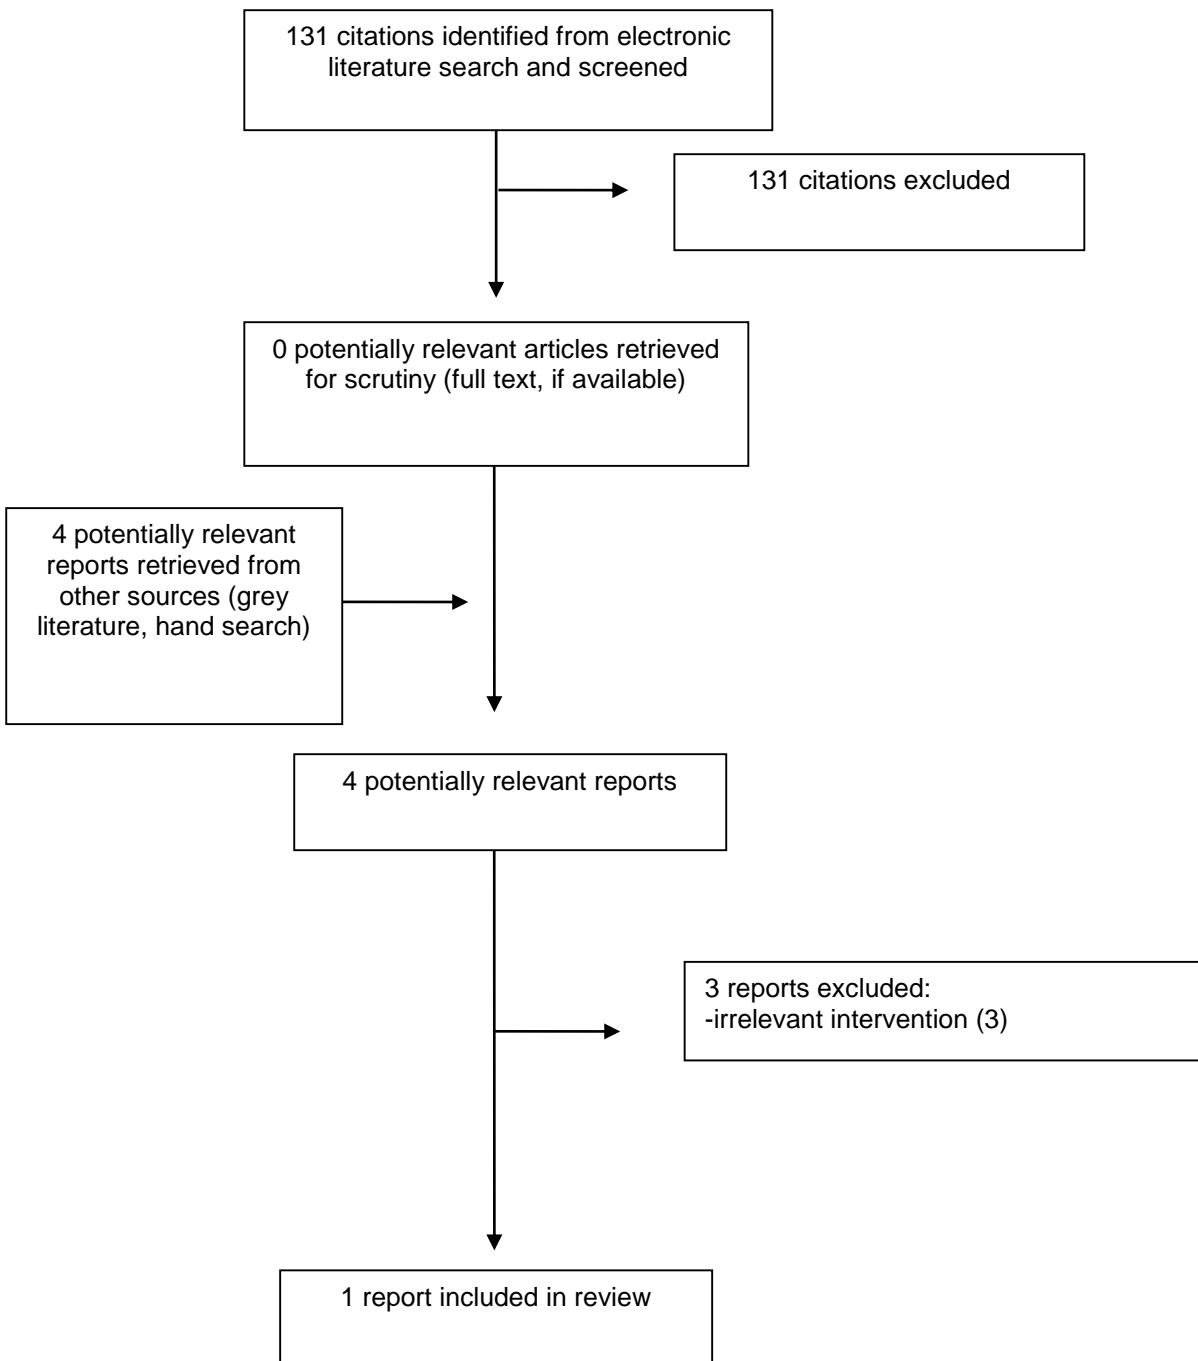 131 citations identified from electronic
literature search and screened
131 citations excluded
0 potentially relevant articles retrieved
for scrutiny (full text, if available)
4 potentially relevant
reports retrieved from
other sources (grey
literature, hand search)
4 potentially relevant reports
3 reports excluded:
-irrelevant intervention (3)
1 report included in review